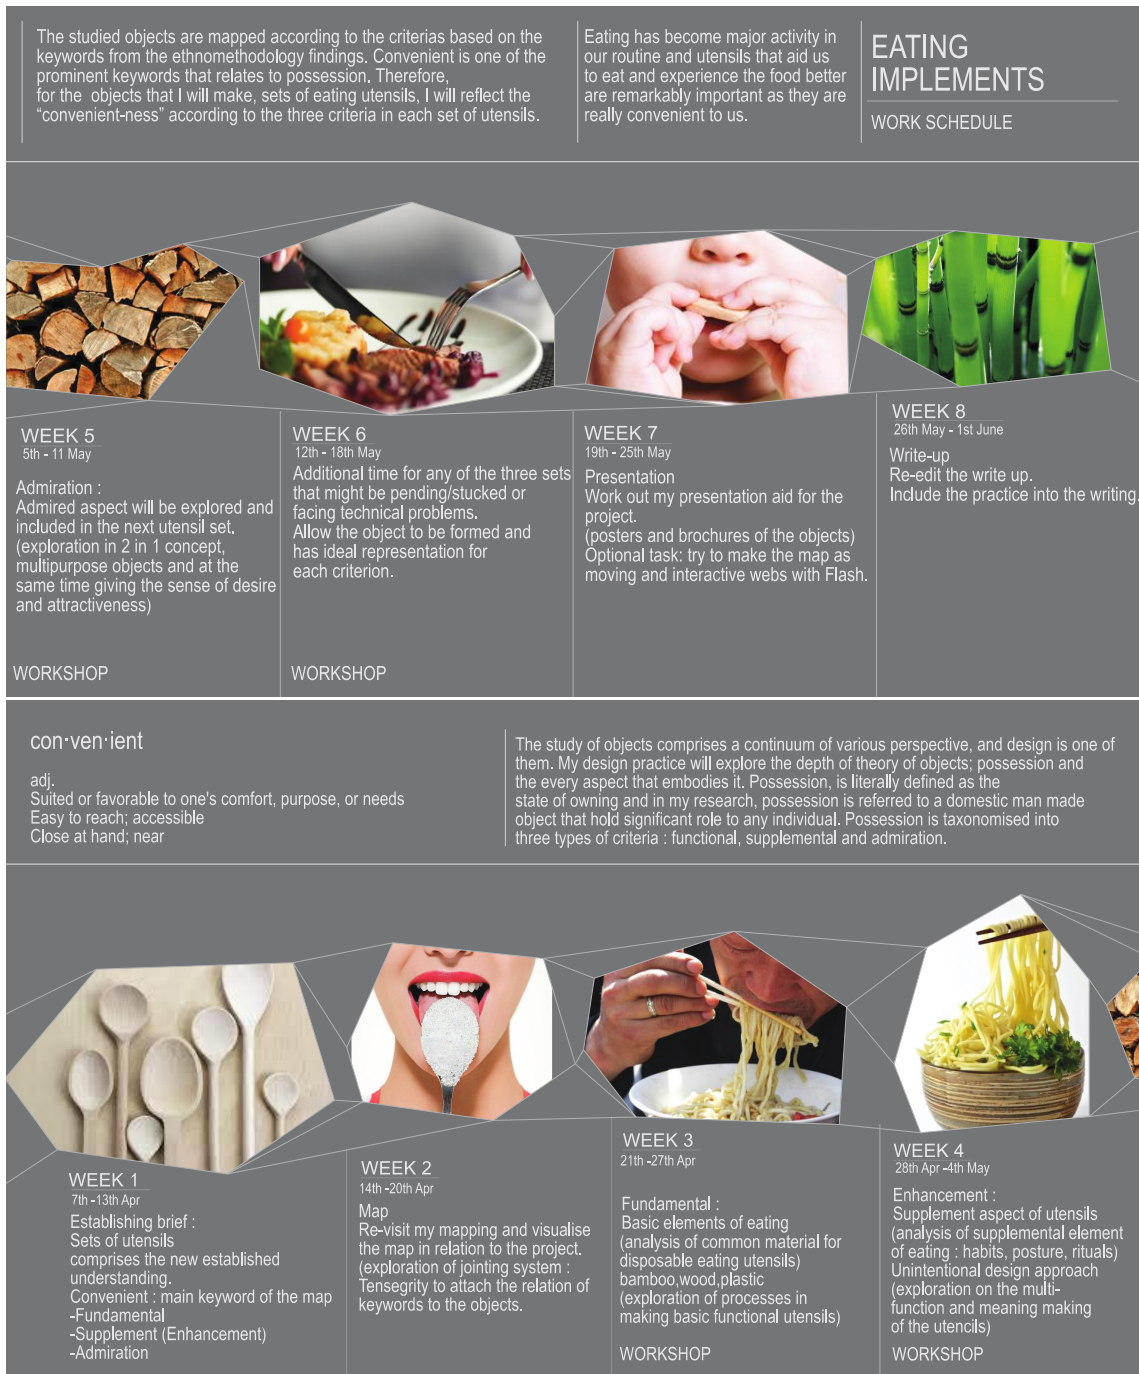 The studied objects are mapped according to the criterias based on the
keywords from the ethnomethodology findings. Convenient is one of the
prominent keywords that relates to possession. Therefore,
for the objects that I will make, sets of eating utensils, I will reflect the
“convenient-ness” according to the three criteria in each set of utensils.
Eating has become major activity in
our routine and utensils that aid us
to eat and experience the food better
are remarkably important as they are
really convenient to us.
EATING
IMPLEMENTS
WORK SCHEDULE
WEEK 5
5th - 11 May
Admiration :
Admired aspect will be explored and
included in the next utensil set.
(exploration in 2 in 1 concept,
multipurpose objects and at the
same time giving the sense of desire
and attractiveness)
WORKSHOP
WEEK 6
12th - 18th May
Additional time for any of the three sets
that might be pending/stucked or
facing technical problems.
Allow the object to be formed and
has ideal representation for
each criterion.
WORKSHOP
WEEK 7
19th - 25th May
Presentation
Work out my presentation aid for the
project.
(posters and brochures of the objects)
Optional task: try to make the map as
moving and interactive webs with Flash.
WEEK 8
26th May - 1st June
Write-up
Re-edit the write up.
Include the practice into the writing.
con·ven·ient
adj.
Suited or favorable to one's comfort, purpose, or needs
Easy to reach; accessible
Close at hand; near
The study of objects comprises a continuum of various perspective, and design is one of
them. My design practice will explore the depth of theory of objects; possession and
the every aspect that embodies it. Possession, is literally defined as the
state of owning and in my research, possession is referred to a domestic man made
object that hold significant role to any individual. Possession is taxonomised into
three types of criteria : functional, supplemental and admiration.
WEEK 1
7th -13th Apr
Establishing brief :
Sets of utensils
comprises the new established
understanding.
Convenient : main keyword of the map
-Fundamental
-Supplement (Enhancement)
-Admiration
WEEK 2
14th -20th Apr
Map
Re-visit my mapping and visualise
the map in relation to the project.
(exploration of jointing system :
Tensegrity to attach the relation of
keywords to the objects.
WEEK 3
21th -27th Apr
Fundamental :
Basic elements of eating
(analysis of common material for
disposable eating utensils)
bamboo,wood,plastic
(exploration of processes in
making basic functional utensils)
WORKSHOP
WEEK 4
28th Apr -4th May
Enhancement :
Supplement aspect of utensils
(analysis of supplemental element
of eating : habits, posture, rituals)
Unintentional design approach
(exploration on the multi-
function and meaning making
of the utencils)
WORKSHOP